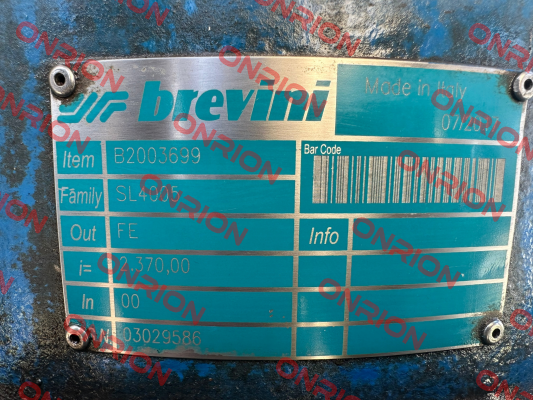 brevini
Made in Italy
Item B2003699
Bar Code
Family SL4005
Out FE
Info
i= 2.370,00
In 00
03029586
ONRION